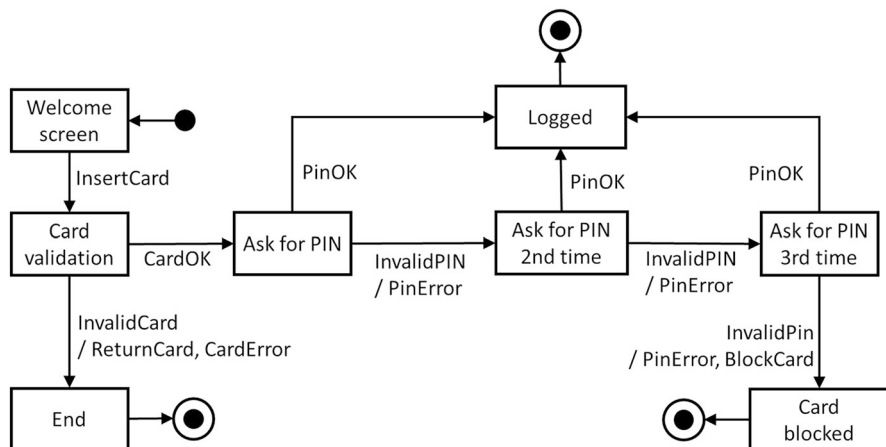 Welcome
screen
Logged
InsertCard
PinOK
PinOK
PinOK
Card
validation
CardOK
Ask for PIN
InvalidPIN
/ PinError
Ask for PIN
2nd time
InvalidPIN
/ PinError
Ask for PIN
3rd time
InvalidCard
/ ReturnCard, CardError
InvalidPin
/ PinError, BlockCard
End
Card
blocked